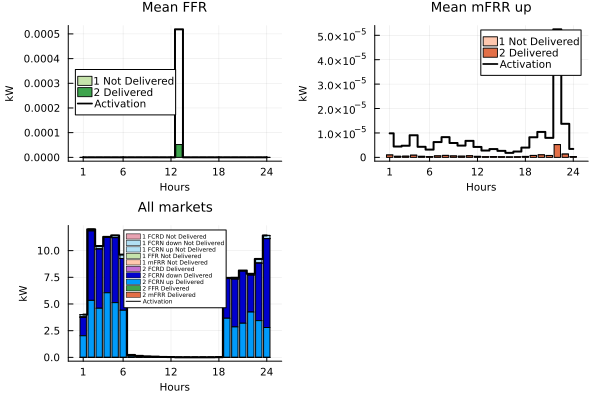 Mean FFR
0.0005
0.0004
0.0003
0.0002
0.0001
0.0000
kW
1 Not Delivered
2 Delivered
Activation
1 6 12 18 24
Hours
Mean mFRR up
5.0×10⁻⁵
4.0×10⁻⁵
3.0×10⁻⁵
2.0×10⁻⁵
1.0×10⁻⁵
0
kW
1 Not Delivered
2 Delivered
Activation
1 6 12 18 24
Hours
All markets
10.0
7.5
5.0
2.5
0.0
kW
1 FCRD Not Delivered
1 FCRN down Not Delivered
1 FCRN up Not Delivered
1 FFR Not Delivered
1 mFRR Not Delivered
2 FCRD Delivered
2 FCRN down Delivered
2 FCRN up Delivered
2 FFR Delivered
2 mFRR Delivered
Activation
1 6 12 18 24
Hours